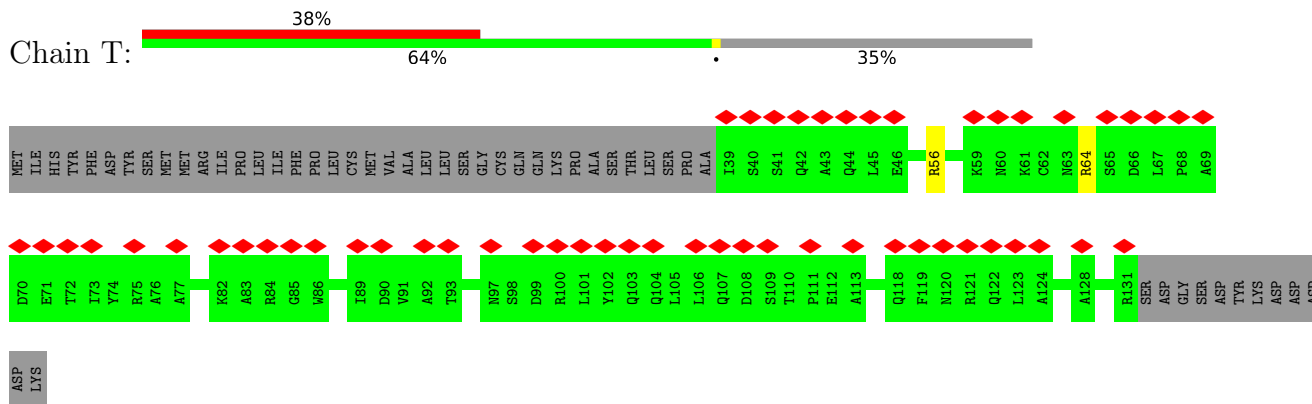 38%
Chain T:
64% • 35%
MET ILE HIS TYR PHE ASP TYR SER MET MET ARG ILE PRO LEU ILE PHE PRO LEU CYS MET VAL ALA LEU LEU SER GLY CYS GLN GLN LYS PRO ALA SER THR LEU SER PRO ALA I39 S40 S41 Q42 A43 Q44 L45 E46 R56 K59 N60 K61 C62 N63 R64 S65 D66 L67 P68 A69
D70 E71 T72 I73 Y74 R75 A76 A77 K82 A83 R84 G85 W86 I89 D90 V91 A92 T93 N97 S98 D99 R100 L101 Y102 Q103 Q104 L105 L106 Q107 D108 S109 T110 P111 E112 A113 Q118 F119 N120 R121 Q122 L123 A124 A128 R131 SER ASP GLY SER ASP TYR LYS ASP ASP ASP
ASP LYS